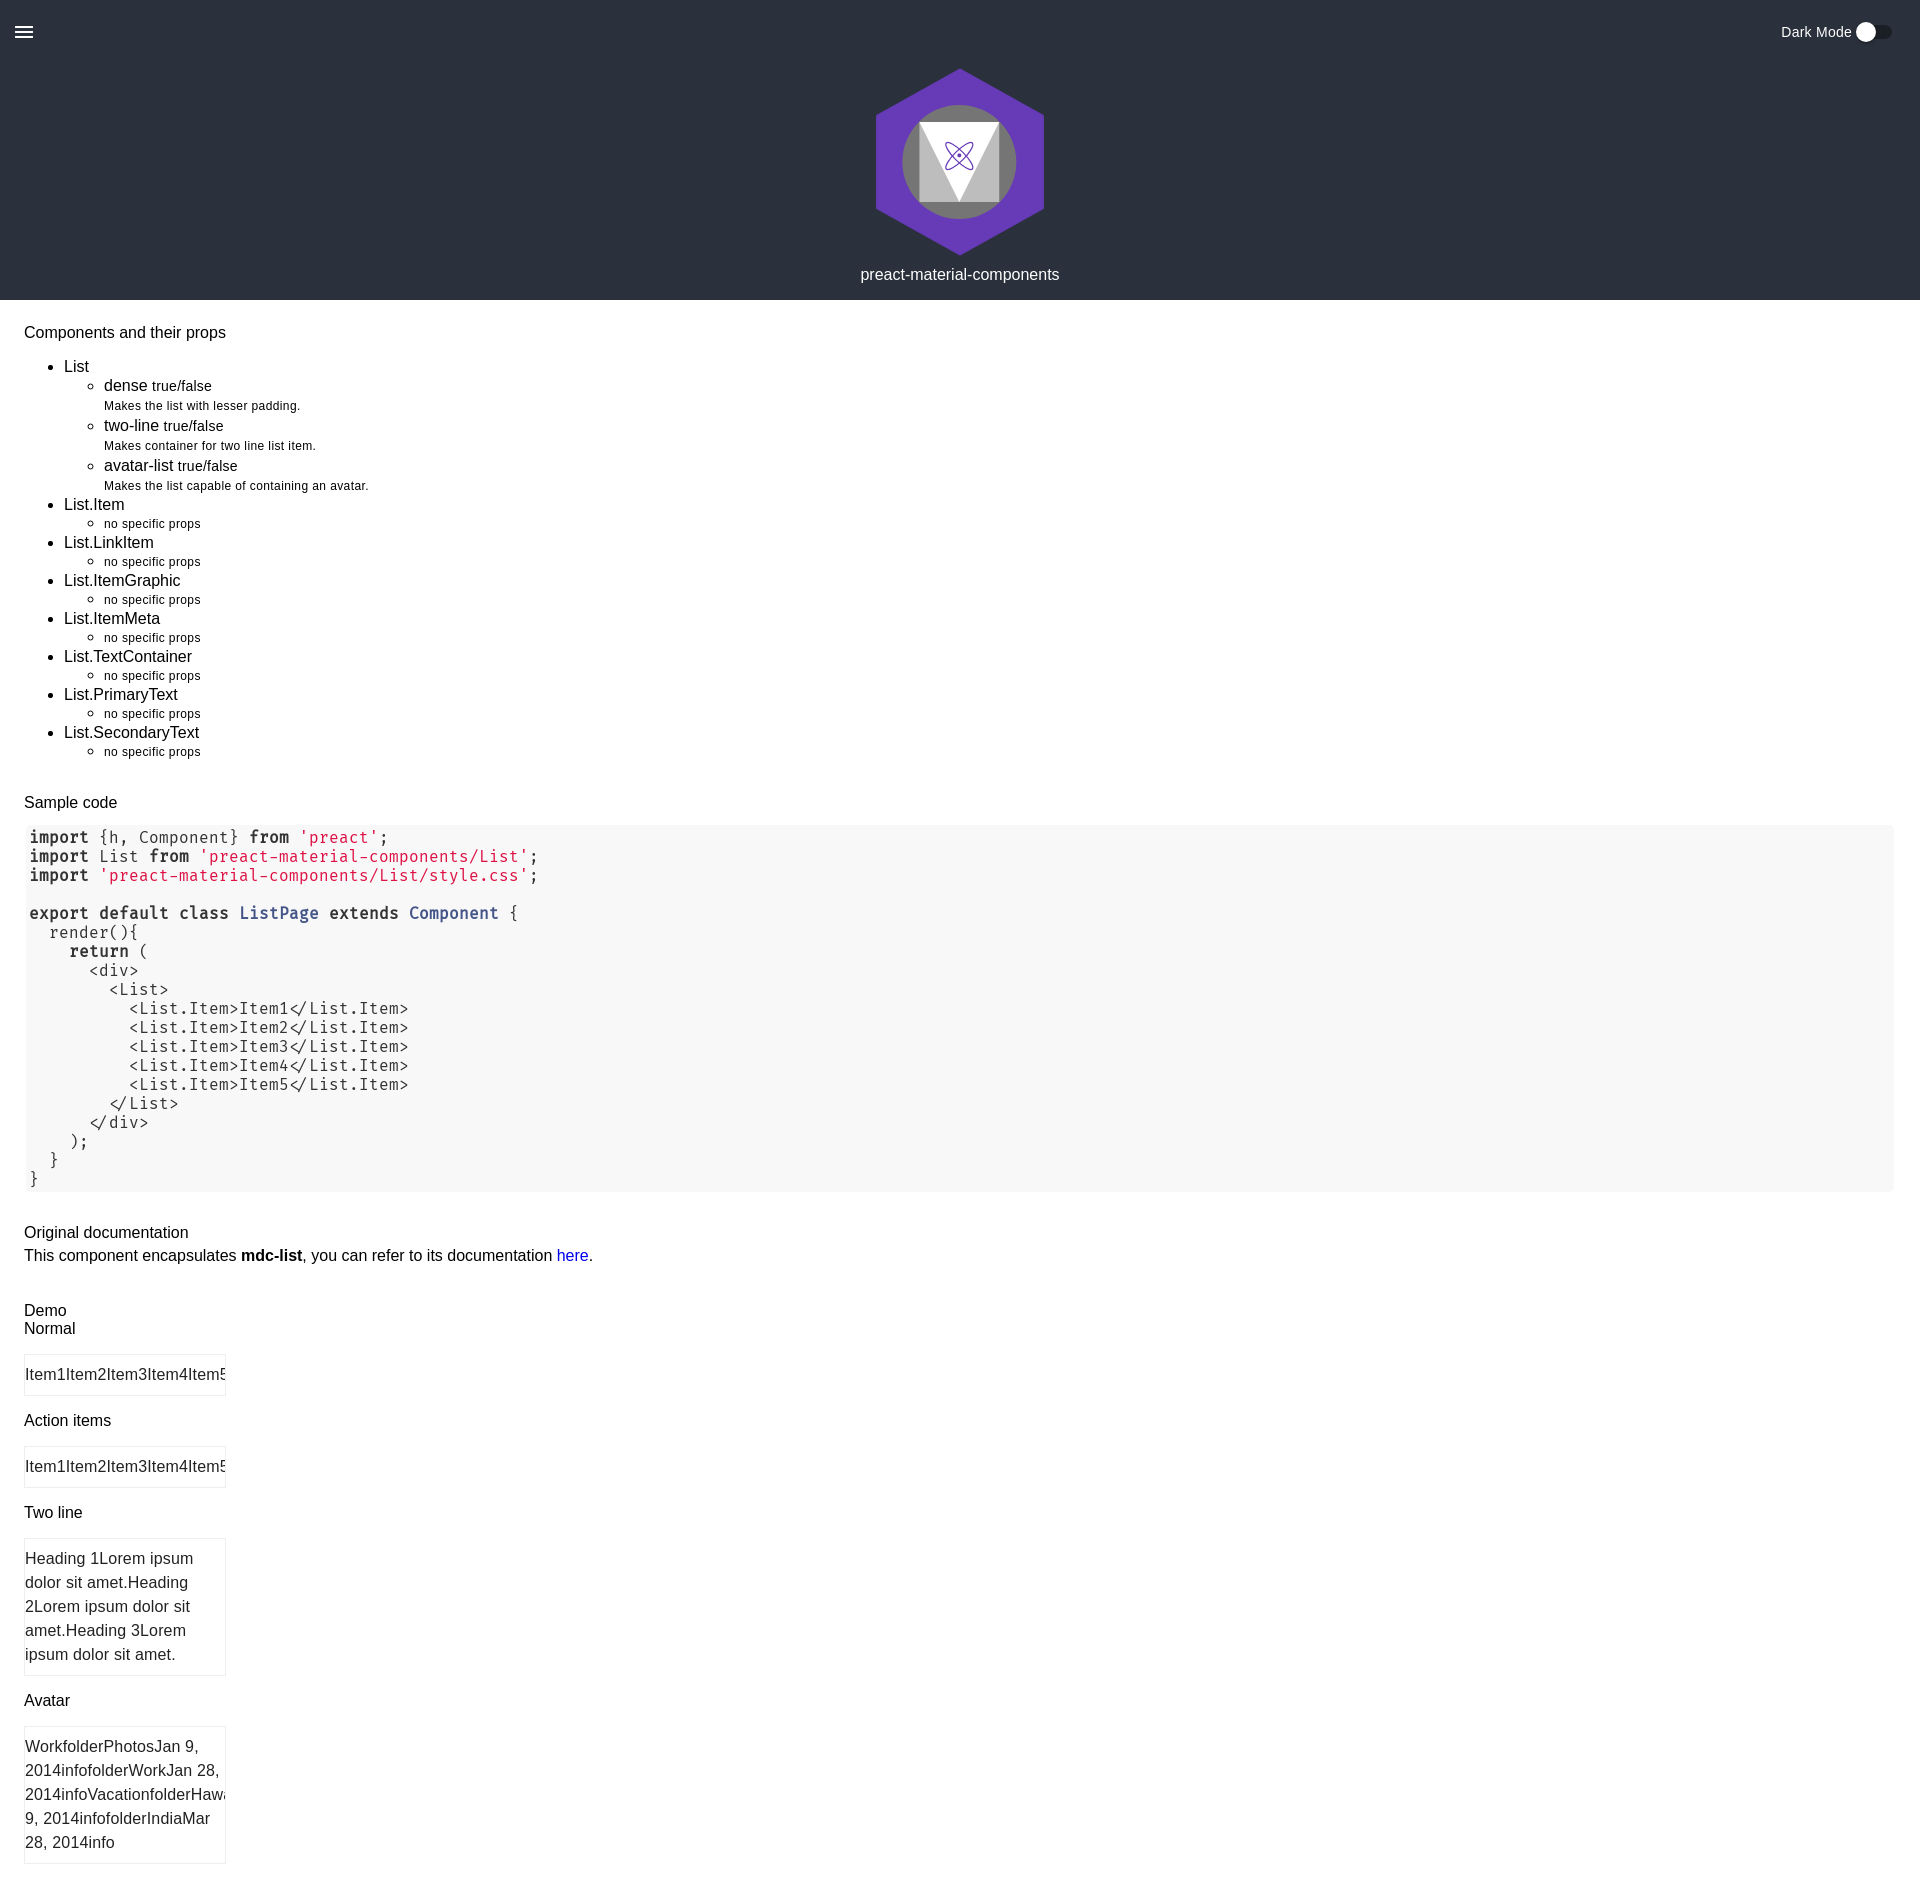 Dark Mode
preact-material-components
Components and their props
List
dense true/false
Makes the list with lesser padding.
two-line true/false
Makes container for two line list item.
avatar-list true/false
Makes the list capable of containing an avatar.
List.Item
no specific props
List.LinkItem
no specific props
List.ItemGraphic
no specific props
List.ItemMeta
no specific props
List.TextContainer
no specific props
List.PrimaryText
no specific props
List.SecondaryText
no specific props
Sample code
import {h, Component} from 'preact';
import List from 'preact-material-components/List';
import 'preact-material-components/List/style.css';
export default class ListPage extends Component {
render(){
return (
<div>
<List>
<List.Item>Item1</List.Item>
<List.Item>Item2</List.Item>
<List.Item>Item3</List.Item>
<List.Item>Item4</List.Item>
<List.Item>Item5</List.Item>
</List>
</div>
);
}
}
Original documentation
This component encapsulates mdc-list, you can refer to its documentation here.
Demo
Normal
Item1Item2Item3Item4Item5
Action items
Item1Item2Item3Item4Item5
Two line
Heading 1Lorem ipsum
dolor sit amet.Heading
2Lorem ipsum dolor sit
amet.Heading 3Lorem
ipsum dolor sit amet.
Avatar
WorkfolderPhotosJan 9,
2014infofolderWorkJan 28,
2014infoVacationfolderHawa
9, 2014infofolderIndiaMar
28, 2014info